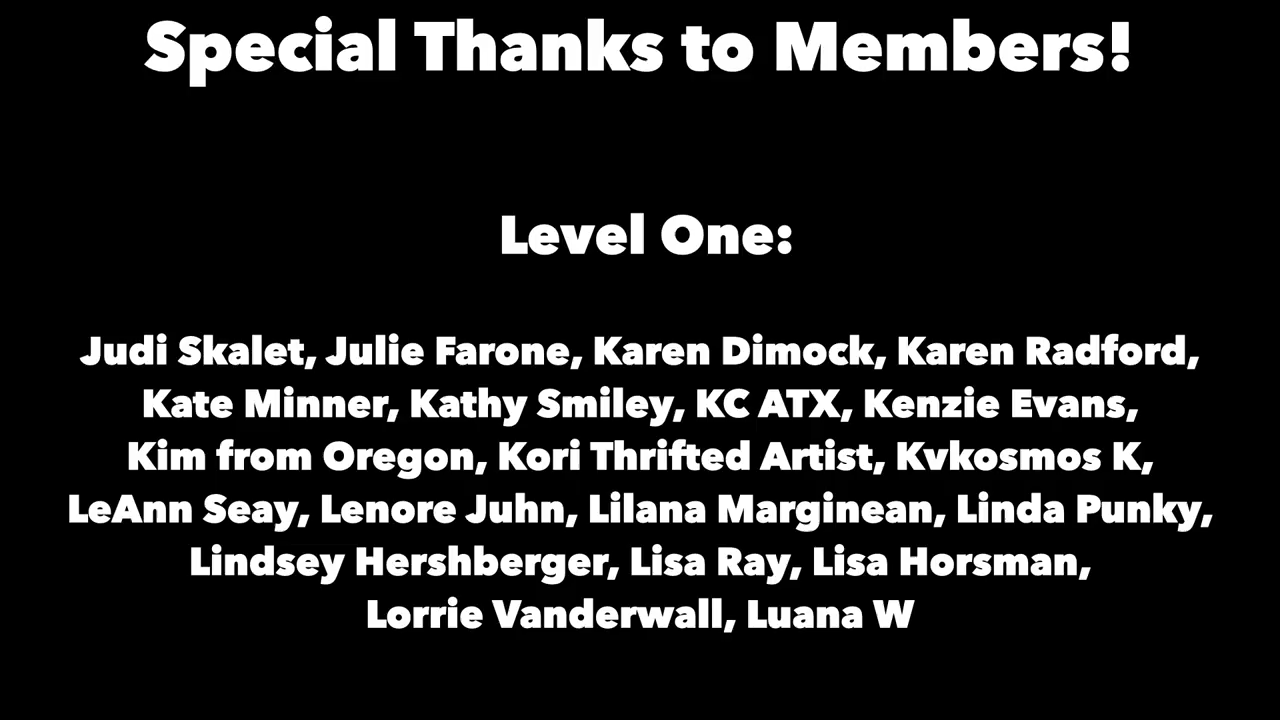 Special Thanks to Members!
Level One:
Judi Skalet, Julie Farone, Karen Dimock, Karen Radford,
Kate Minner, Kathy Smiley, KC ATX, Kenzie Evans,
Kim from Oregon, Kori Thrifted Artist, Kvkosmos K,
LeAnn Seay, Lenore Juhn, Lilana Marginean, Linda Punky,
Lindsey Hershberger, Lisa Ray, Lisa Horsman,
Lorrie Vanderwall, Luana W